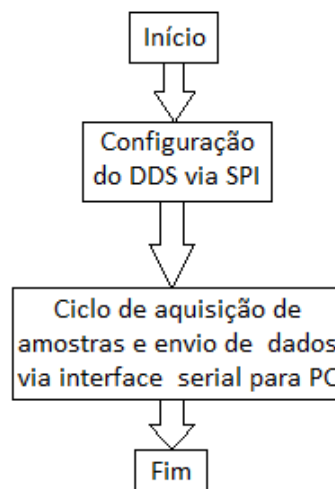 Início
Configuração
do DDS via SPI
Ciclo de aquisição de
amostras e envio de dados
via interface serial para PC
Fim